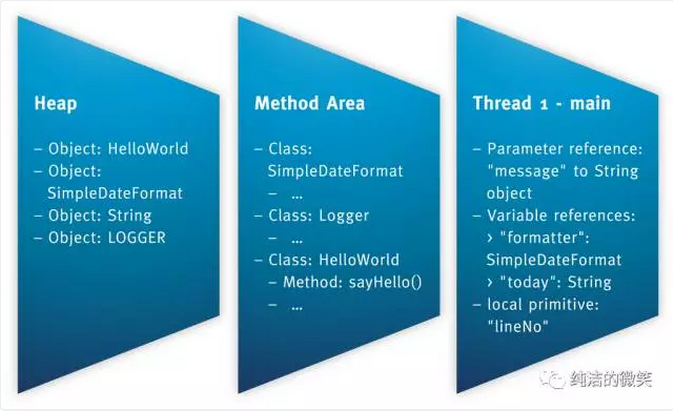 Heap
– Object: HelloWorld
– Object:
SimpleDateFormat
– Object: String
– Object: LOGGER
Method Area
– Class:
SimpleDateFormat
– ...
– Class: Logger
– ...
– Class: HelloWorld
– Method: sayHello()
– ...
Thread 1 - main
– Parameter reference:
"message" to String
object
– Variable references:
> "formatter":
SimpleDateFormat
> "today": String
– local primitive:
"lineNo"
纯洁的微笑